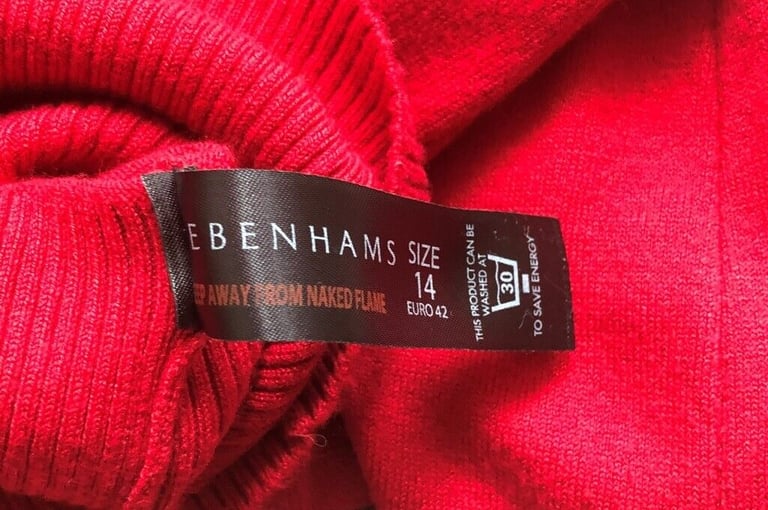 EBENHAMS
EP AWAY FROM NAKED FLAME
SIZE
14
EURO 42
THIS PRODUCT CAN BE
WASHED AT
30
TO SAVE ENERGY